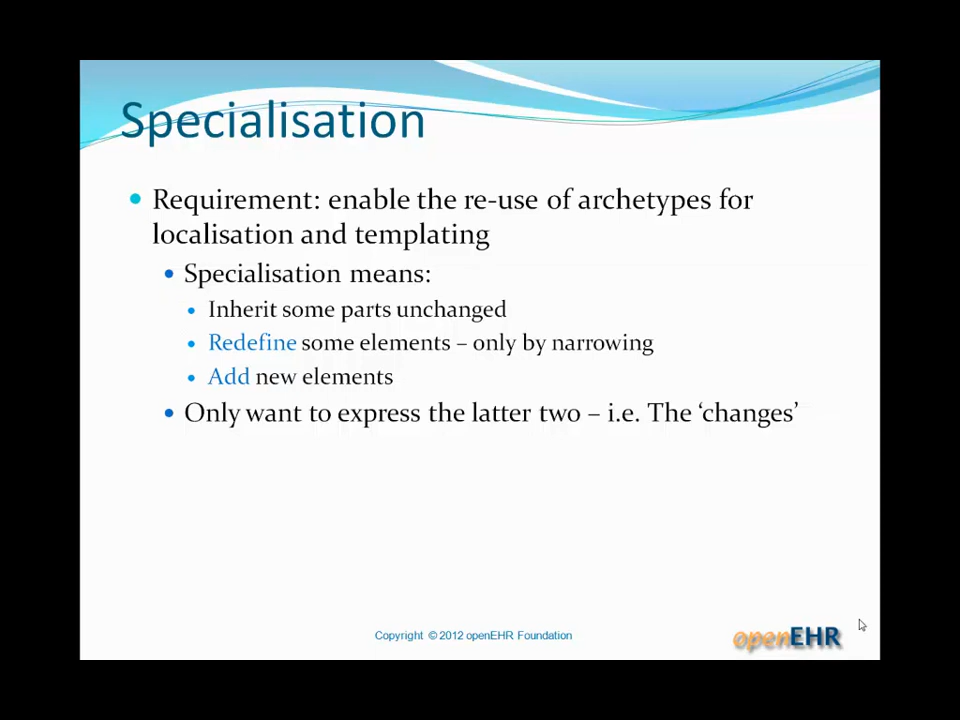 Specialisation
Requirement: enable the re-use of archetypes for
localisation and templating
Specialisation means:
Inherit some parts unchanged
Redefine some elements – only by narrowing
Add new elements
Only want to express the latter two – i.e. The ‘changes’
Copyright © 2012 openEHR Foundation
openEHR